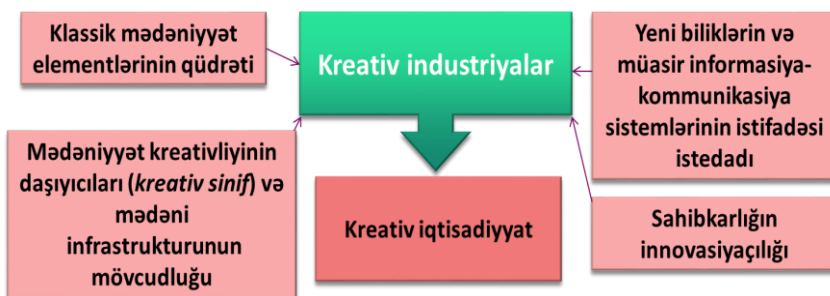 Klassik mədəniyyət
elementlərinin qüdrəti
Kreativ industriyalar
Yeni biliklərin və
müasir informasiya-
kommunikasiya
sistemlərinin istifadəsi
istedadı
Mədəniyyət kreativliyinin
daşıyıcıları (kreativ sinif) və
mədəni
infrastrukturunun
mövcudluğu
Kreativ iqtisadiyyat
Sahibkarlığın
innovasiyaçılığı